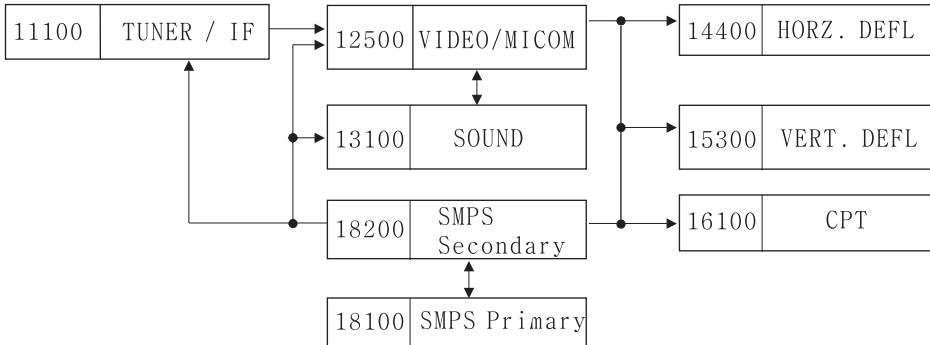 11100 TUNER / IF
12500 VIDEO/MICOM
14400 HORZ. DEFL
13100 SOUND
15300 VERT. DEFL
18200 SMPS
Secondary
16100 CPT
18100 SMPS Primary